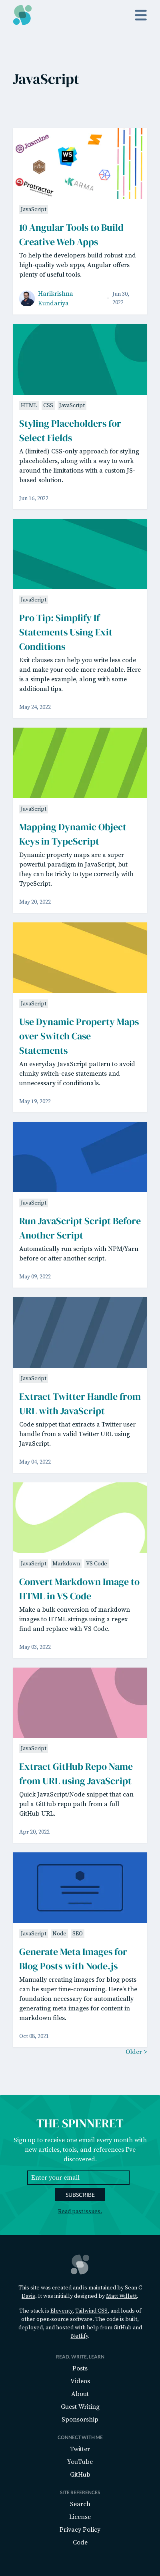 JavaScript
Jasmine
WS
Protractor
KARMA
JavaScript
10 Angular Tools to Build
Creative Web Apps
To help the developers build robust and
high-quality web apps, Angular offers
plenty of useful tools.
Harikrishna
Kundariya
Jun 30,
2022
HTML CSS JavaScript
Styling Placeholders for
Select Fields
A (limited) CSS-only approach for styling
placeholders, along with a way to work
around the limitations with a custom JS-
based solution.
Jun 16, 2022
JavaScript
Pro Tip: Simplify If
Statements Using Exit
Conditions
Exit clauses can help you write less code
and make your code more readable. Here
is a simple example, along with some
additional tips.
May 24, 2022
JavaScript
Mapping Dynamic Object
Keys in TypeScript
Dynamic property maps are a super
powerful paradigm in JavaScript, but
they can be tricky to type correctly with
TypeScript.
May 20, 2022
JavaScript
Use Dynamic Property Maps
over Switch Case
Statements
An everyday JavaScript pattern to avoid
chunky switch-case statements and
unnecessary if conditionals.
May 19, 2022
JavaScript
Run JavaScript Script Before
Another Script
Automatically run scripts with NPM/Yarn
before or after another script.
May 09, 2022
JavaScript
Extract Twitter Handle from
URL with JavaScript
Code snippet that extracts a Twitter user
handle from a valid Twitter URL using
JavaScript.
May 04, 2022
JavaScript Markdown VS Code
Convert Markdown Image to
HTML in VS Code
Make a bulk conversion of markdown
images to HTML strings using a regex
find and replace with VS Code.
May 03, 2022
JavaScript
Extract GitHub Repo Name
from URL using JavaScript
Quick JavaScript/Node snippet that can
pul a GitHub repo path from a full
GitHub URL.
Apr 20, 2022
JavaScript Node SEO
Generate Meta Images for
Blog Posts with Node.js
Manually creating images for blog posts
can be super time-consuming. Here's the
foundation necessary for automatically
generating meta images for content in
markdown files.
Oct 08, 2021
Older >
THE SPINNERET
Sign up to receive one email every month with
new articles, tools, and references I've
discovered.
Enter your email
SUBSCRIBE
Read past issues.
This site was created and is maintained by Sean C
Davis. It was initially designed by Matt Willett.
The stack is Eleventy, Tailwind CSS, and loads of
other open-source software. The code is built,
deployed, and hosted with help from GitHub and
Netlify.
READ, WRITE, LEARN
Posts
Videos
About
Guest Writing
Sponsorship
CONNECT WITH ME
Twitter
YouTube
GitHub
SITE REFERENCES
Search
License
Privacy Policy
Code